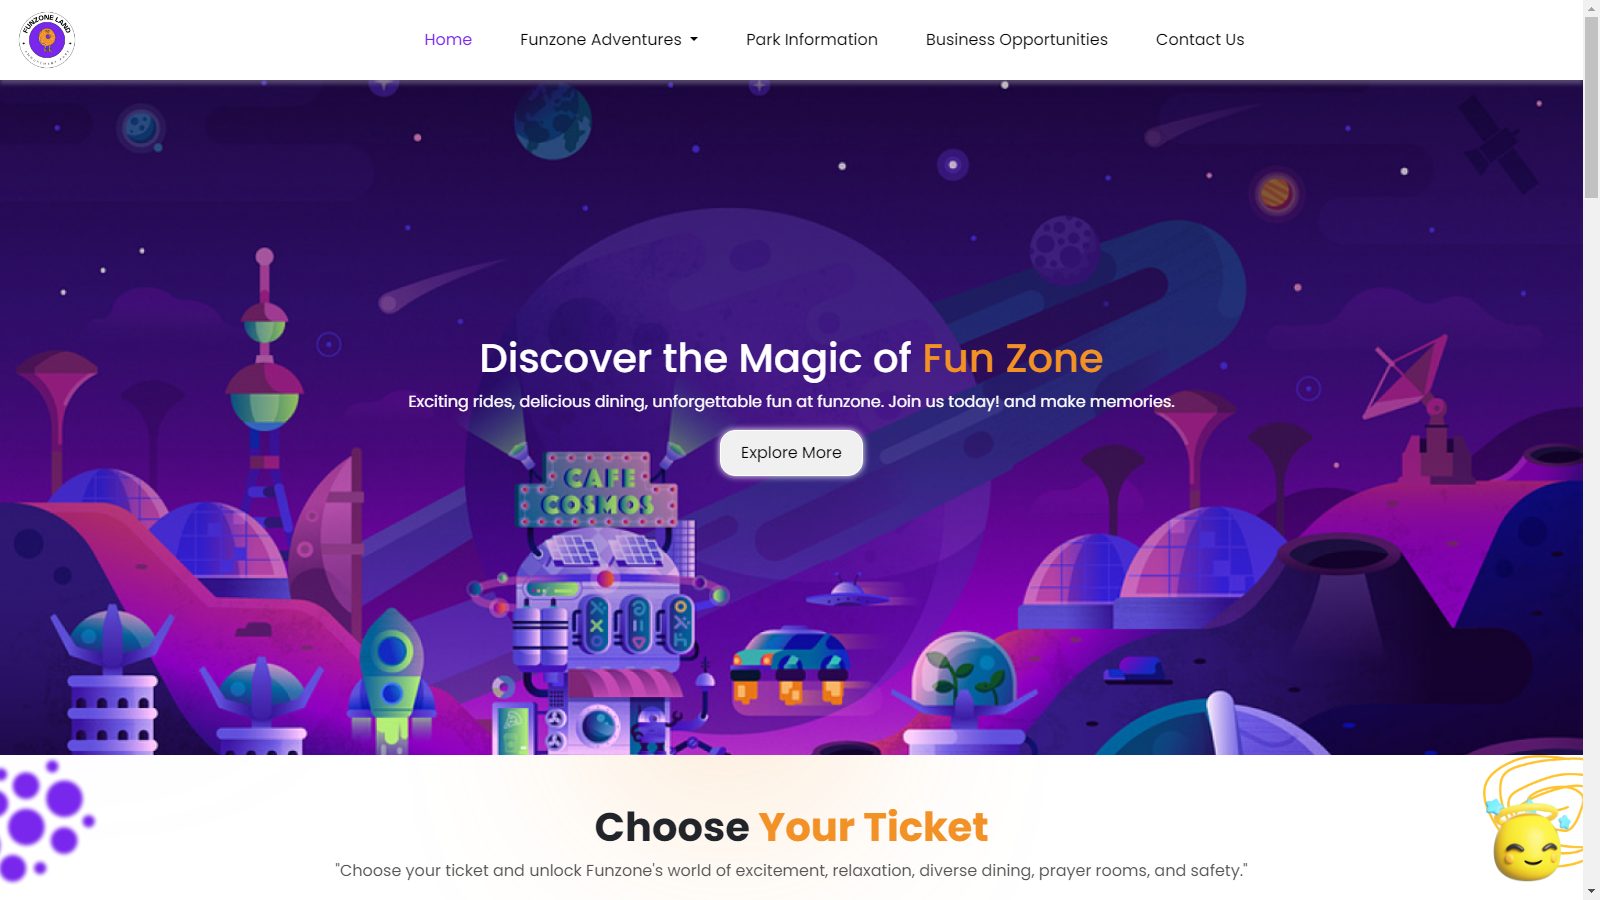 FUNZONE LAND
Home
Funzone Adventures
Park Information
Business Opportunities
Contact Us
Discover the Magic of Fun Zone
Exciting rides, delicious dining, unforgettable fun at funzone. Join us today! and make memories.
Explore More
CAFE
COSMOS
Choose Your Ticket
"Choose your ticket and unlock Funzone's world of excitement, relaxation, diverse dining, prayer rooms, and safety."